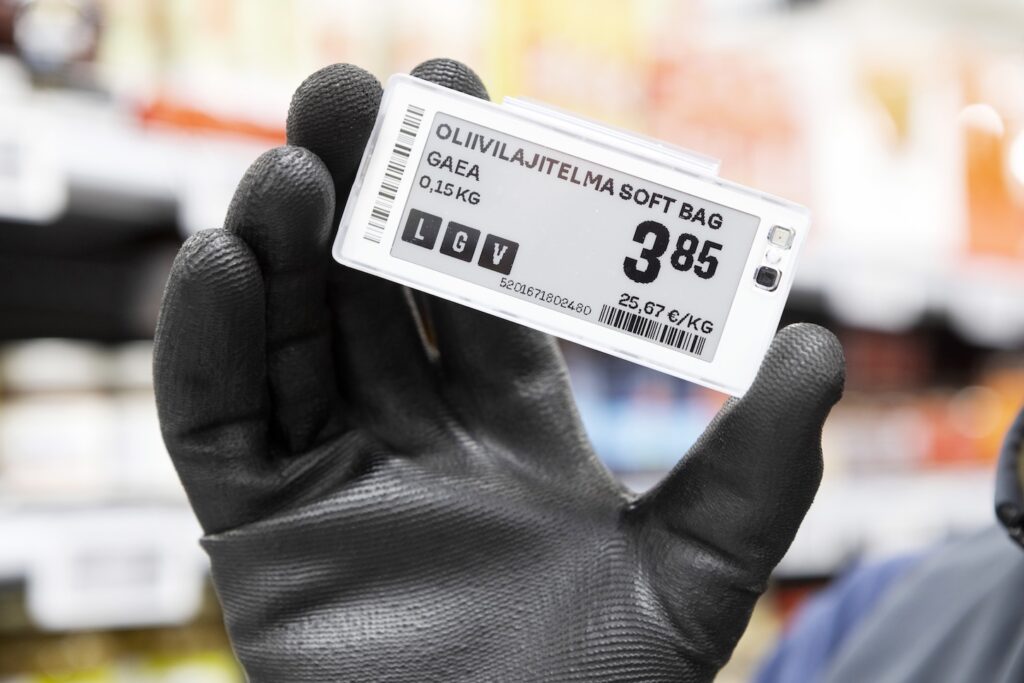 OLIIVILAJITELMA SOFT BAG
GAEA
0,15 KG
L G V
3 85
5201671802480
25,67 €/KG